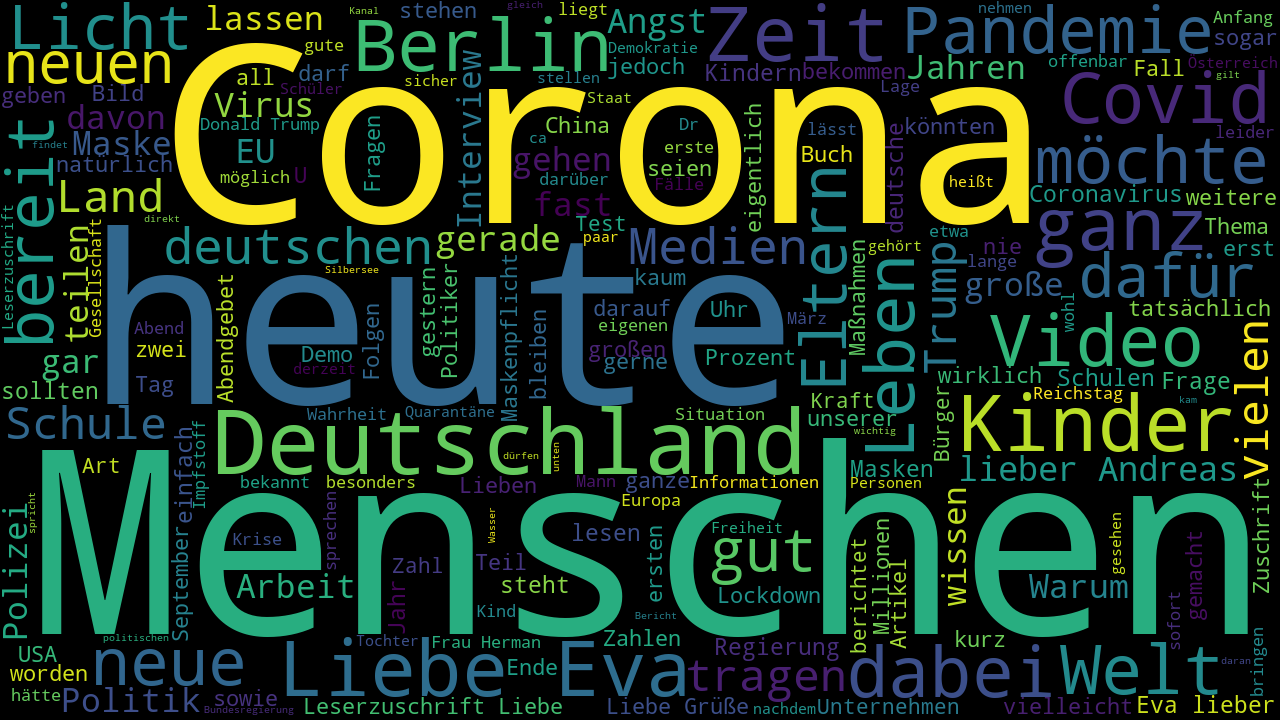 Licht
lassen
Kanal
stehen
gleich
liegt
Angst
Zeit
Pandemie
nehmen
Anfang
neuen
Corona
gute
Berlin
Demokratie
jedoch
sogar
all
darf
sicher
stellen
Kindern
bekommen
Jahren
offenbar
Fall
Österreich
gilt
geben
Bild
Virus
Schüler
Staat
Lage
Covid
davon
Donald Trump
Fragen
Interview
ca
China
Dr
erste
eigentlich
lässt
deutsche
könnten
leider
bereit
Maske
EU
gehen
seien
Buch
möchte
findet
natürlich
möglich
U
darüber
Fälle
Eltern
heißt
Coronavirus
weitere
Land
fast
Leserzuschrift
direkt
Test
etwa
ganz
Thema
teilen
Gesellschaft
deutschen
gerade
paar
Medien
gehört
nie
erst
heute
Silbersee
kaum
Maßnahmen
Leben
Trump
lange
große
dafür
Abendgebet
gestern
Politiker
Maskenpflicht
darauf
Uhr
März
wohl
tatsächlich
Abend
Folgen
bleiben
eigenen
gar
zwei
Demo
großen
gerne
Prozent
Video
vielen
sollten
Tag
derzeit
wirklich
Schulen
Frage
Kraft
Bürger
Reichstag
kam
Schule
Wahrheit
Quarantäne
Situation
unserer
Kinder
Deutschland
wichtig
Art
einfach
Impfstoff
dürfen
unten
Masken
lieber Andreas
Menschen
bekannt
besonders
Lieben
Mann
ganze
Informationen
Personen
Polizei
spricht
September
sprechen
Wasser
Europa
wissen
Zuschrift
Krise
lesen
Freiheit
gut
gesehen
Zahl
Teil
ersten
berichtet
Millionen
Artikel
gemacht
Arbeit
Jahr
steht
Lockdown
Warum
Kind
Bericht
sofort
politischen
Tochter
Frau Herman
Zahlen
Regierung
kurz
USA
neue
Liebe
Ende
Eva
dabei
Welt
daran
worden
tragen
bringen
hätte
Politik
sowie
Bundesregierung
Leserzuschrift Liebe
Liebe Grüße
nachdem
Unternehmen
vielleicht
Eva lieber